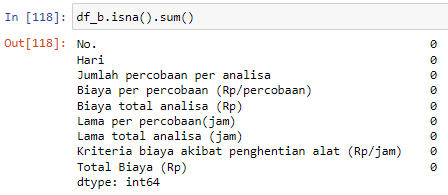 In [118]: df_b.isna().sum()
Out[118]: No. 0
Hari 0
Jumlah percobaan per analisa 0
Biaya per percobaan (Rp/percobaan) 0
Biaya total analisa (Rp) 0
Lama per percobaan(jam) 0
Lama total analisa (jam) 0
Kriteria biaya akibat penghentian alat (Rp/jam) 0
Total Biaya (Rp) 0
dtype: int64